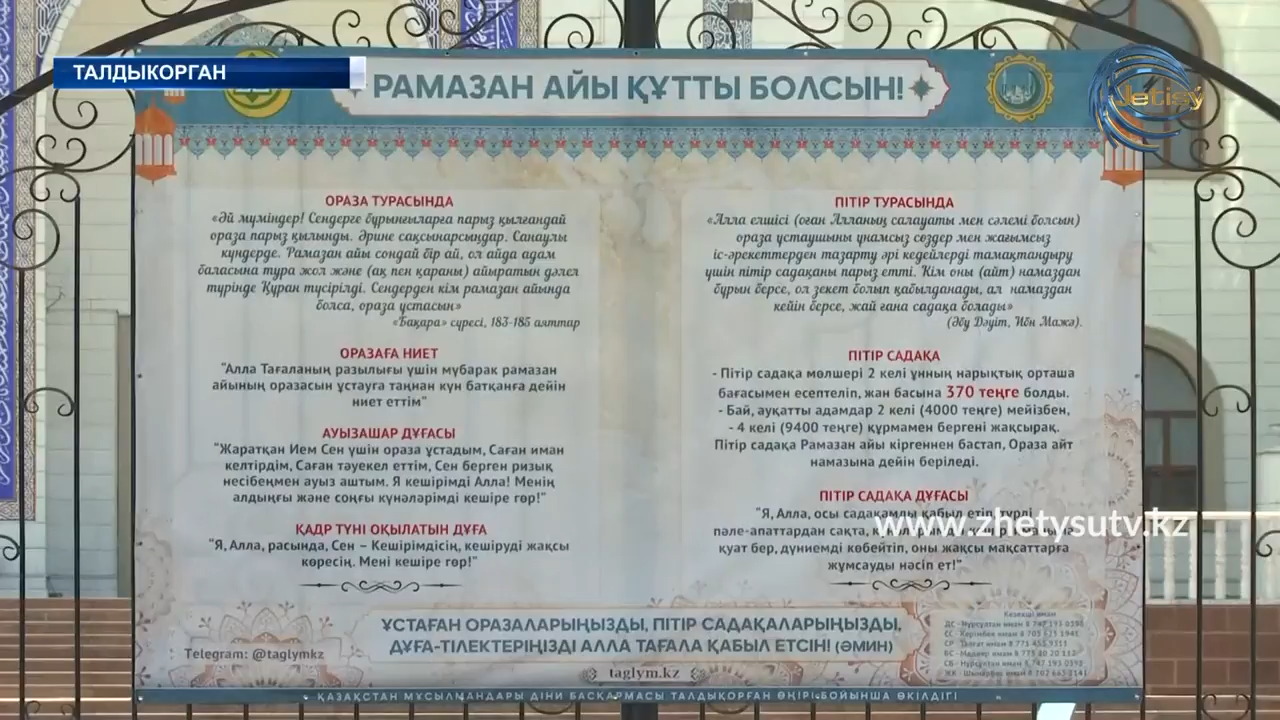 ТАЛДЫКОРГАН
РАМАЗАН АЙЫ ҚҰТТЫ БОЛСЫН!
Jetisý
ОРАЗА ТУРАСЫНДА
«Әй мүміндер! Сендерге бұрынғыларға парыз қылғандай
ораза парыз қылынды. Әрине сақсынарсыңдар. Санаулы
күндерде. Рамазан айы сондай бір ай, ол айда адам
баласына тура жол және (ақ пен қараны) айыратын дәлел
түрінде Құран түсірілді. Сендерден кім рамазан айында
болса, ораза ұстасын»
«Бақара» сүресі, 183-185 аяттар
ОРАЗАҒА НИЕТ
"Алла Тағаланың разылығы үшін мүбарак рамазан
айының оразасын ұстауға таңнан күн батқанға дейін
ниет еттім"
АУЫЗАШАР ДҰҒАСЫ
"Жаратқан Ием Сен үшін ораза ұстадым, Саған иман
келтірдім, Саған тәуекел еттім, Сен берген ризық
несібеңмен ауыз аштым. Я кешірімді Алла! Менің
алдыңғы және соңғы күнәләрімді кешіре гөр!"
ҚАДР ТҮНІ ОҚЫЛАТЫН ДҰҒА
"Я, Алла, расында, Сен – Кешірімдісің, кешіруді жақсы
көресің. Мені кешіре гөр!"
ПІТІР ТУРАСЫНДА
«Алла елшісі (оған Алланың салауаты мен сәлемі болсын)
ораза ұстаушыны ұнамсыз сөздер мен жағымсыз
іс-әрекеттерден тазарту әрі кедейлерді тамақтандыру
үшін пітір садақаны парыз етті. Кім оны (айт) намаздан
бұрын берсе, ол зекет болып қабылданады, ал намаздан
кейін берсе, жай ғана садақа болады»
(Әбу Дәуіт, Ибн Мажә).
ПІТІР САДАҚА
- Пітір садақа мөлшері 2 келі ұнның нарықтық орташа
бағасымен есептеліп, жан басына 370 теңге болды.
- Бай, ауқатты адамдар 2 келі (4000 теңге) мейізбен,
- 4 келі (9400 теңге) құрмамен бергені жақсырақ.
Пітір садақа Рамазан айы кіргеннен бастап, Ораза айт
намазына дейін беріледі.
ПІТІР САДАҚА ДҰҒАСЫ
"Я, Алла, осы садақамды қабыл етіп түрлі
www.zhetysutv.kz
пәле-апаттардан сақта,
қуат бер, дүниемді көбейтіп, оны жақсы мақсаттарға
жұмсауды нәсіп ет!"
ҰСТАҒАН ОРАЗАЛАРЫҢЫЗДЫ, ПІТІР САДАҚАЛАРЫҢЫЗДЫ,
ДҰҒА-ТІЛЕКТЕРІҢІЗДІ АЛЛА ТАҒАЛА ҚАБЫЛ ЕТСІН! (ӘМИН)
Telegram: @taglymkz
taglym.kz
Кезекші имам
ҚАЗАҚСТАН МҰСЫЛМАНДАРЫ ДІНИ БАСҚАРМАСЫ ТАЛДЫҚОРҒАН ӨҢІРІ БОЙЫНША ӨКІЛДІГІ